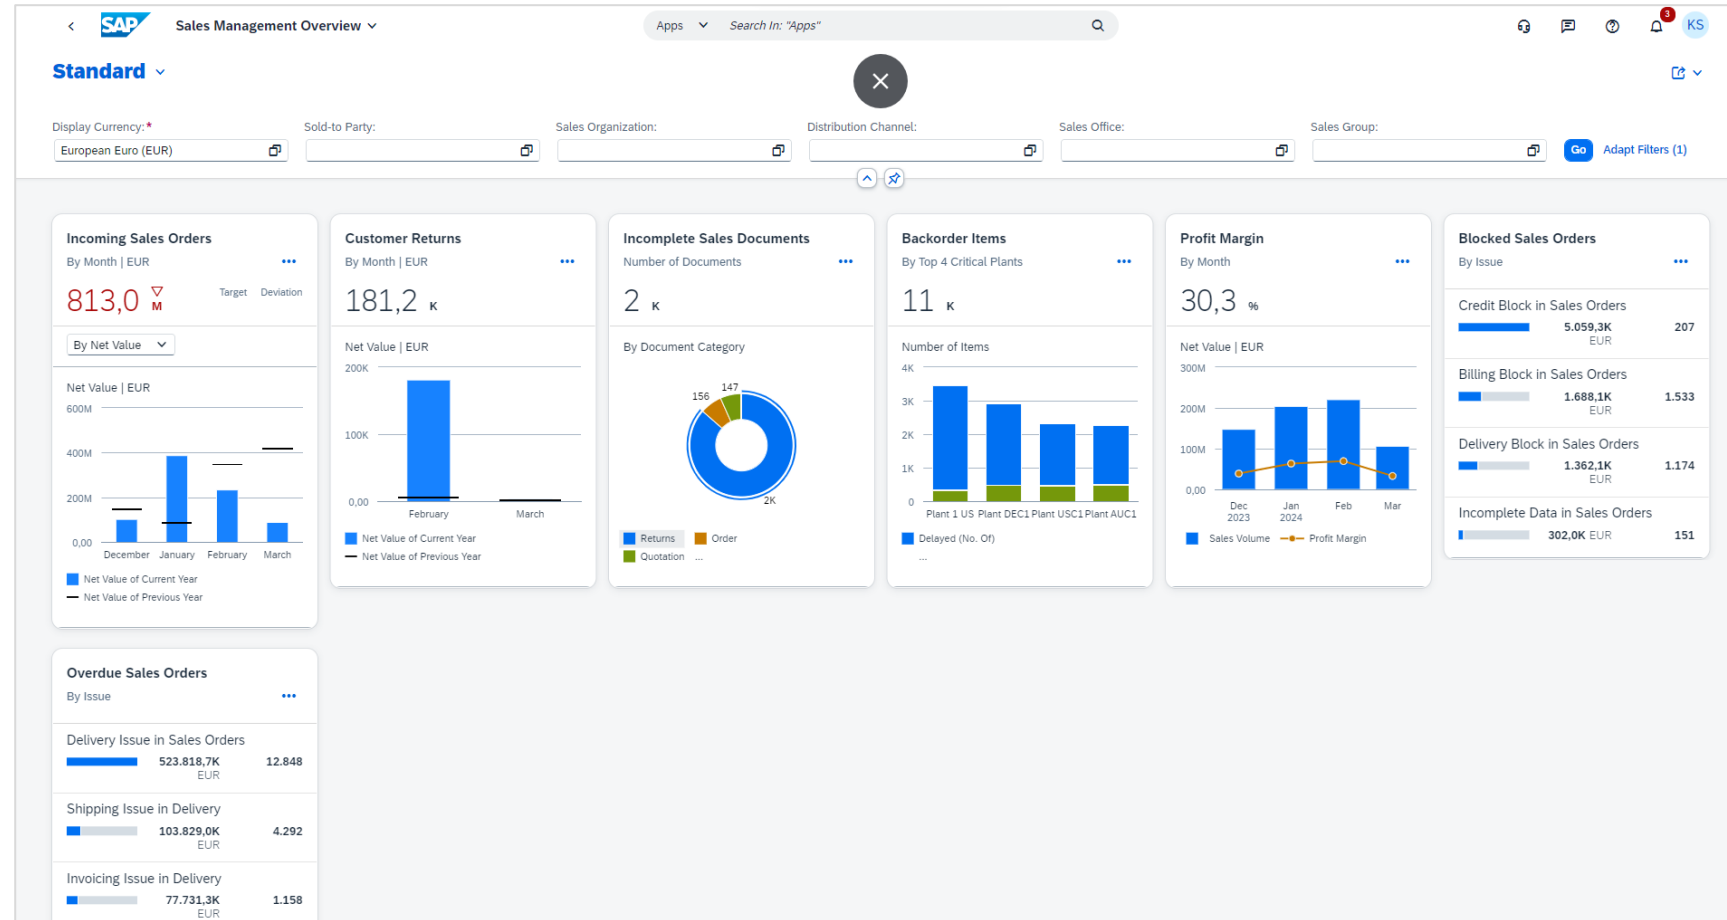 SAP
Sales Management Overview
Apps
Search In: "Apps"
3
KS
Standard
Display Currency:*
Sold-to Party:
Sales Organization:
Distribution Channel:
Sales Office:
Sales Group:
European Euro (EUR)
Go
Adapt Filters (1)
Incoming Sales Orders
By Month | EUR
813,0 M
Target Deviation
By Net Value
Net Value | EUR
600M
400M
200M
0,00
December January February March
Net Value of Current Year
Net Value of Previous Year
Customer Returns
By Month | EUR
181,2 K
Net Value | EUR
200K
100K
0,00
February March
Net Value of Current Year
Net Value of Previous Year
Incomplete Sales Documents
Number of Documents
2 K
By Document Category
147
156
2K
Returns Order
Quotation ...
Backorder Items
By Top 4 Critical Plants
11 K
Number of Items
4K
3K
2K
1K
0
Plant 1 US Plant DEC1 Plant USC1 Plant AUC1
Delayed (No. Of)
...
Profit Margin
By Month
30,3 %
Net Value | EUR
300M
200M
100M
0,00
Dec Jan Feb Mar
2023 2024
Sales Volume Profit Margin
Blocked Sales Orders
By Issue
Credit Block in Sales Orders
5.059,3K 207
EUR
Billing Block in Sales Orders
1.688,1K 1.533
EUR
Delivery Block in Sales Orders
1.362,1K 1.174
EUR
Incomplete Data in Sales Orders
302,0K EUR 151
Overdue Sales Orders
By Issue
Delivery Issue in Sales Orders
523.818,7K 12.848
EUR
Shipping Issue in Delivery
103.829,0K 4.292
EUR
Invoicing Issue in Delivery
77.731,3K 1.158
EUR